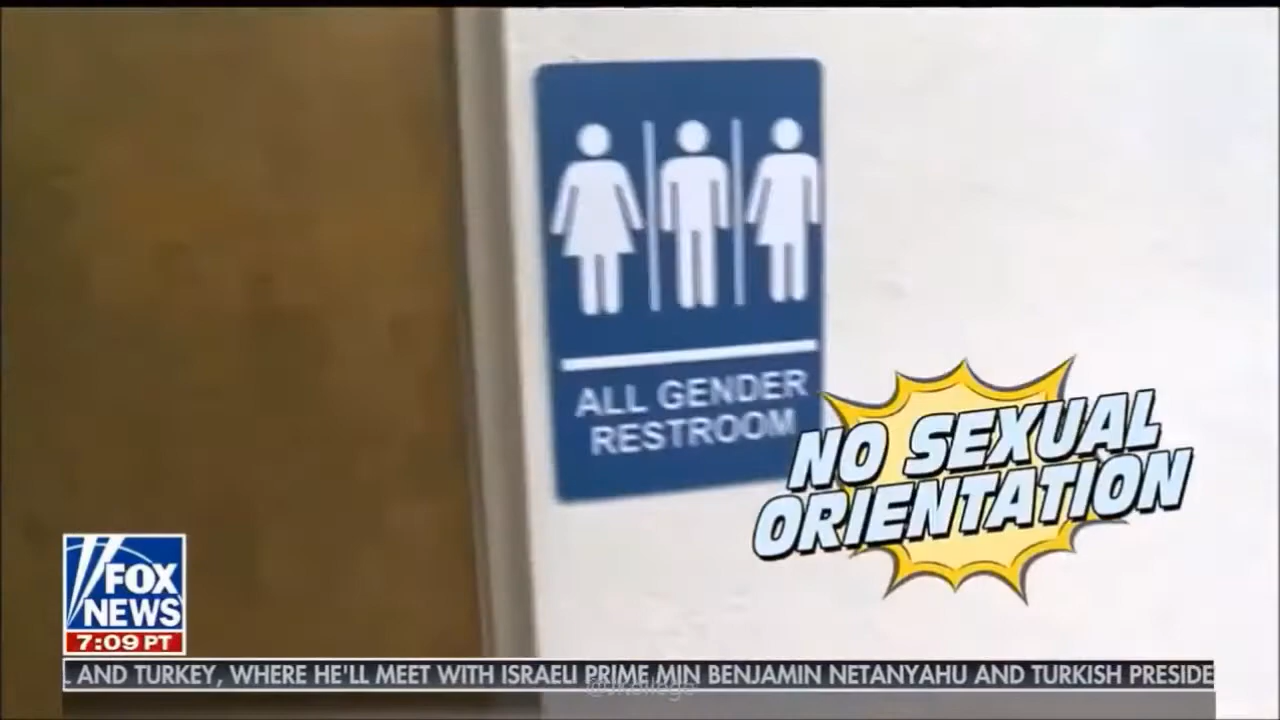 ALL GENDER
RESTROOM
NO SEXUAL
ORIENTATION
FOX
NEWS
7:09 PT
AND TURKEY, WHERE HE'LL MEET WITH ISRAELI PRIME MIN BENJAMIN NETANYAHU AND TURKISH PRESIDE